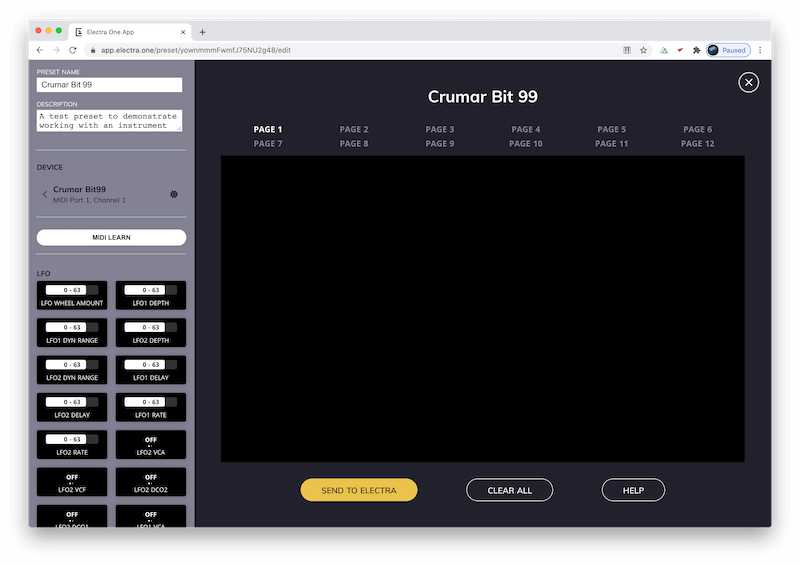 Electra One App
app.electra.one/preset/yownmmmFwmfJ75NU2g48/edit
Paused
PRESET NAME
Crumar Bit 99
DESCRIPTION
A test preset to demonstrate
working with an instrument
DEVICE
Crumar Bit99
MIDI Port 1, Channel 1
MIDI LEARN
LFO
0 - 63
LFO WHEEL AMOUNT
0 - 63
LFO1 DEPTH
0 - 63
LFO1 DYN RANGE
0 - 63
LFO2 DEPTH
0 - 63
LFO2 DYN RANGE
0 - 63
LFO1 DELAY
0 - 63
LFO2 DELAY
0 - 63
LFO1 RATE
0 - 63
LFO2 RATE
OFF
LFO2 VCA
OFF
LFO2 VCF
OFF
LFO2 DCO2
OFF
LFO2 DCO1
OFF
LFO1 VCA
Crumar Bit 99
PAGE 1 PAGE 2 PAGE 3 PAGE 4 PAGE 5 PAGE 6
PAGE 7 PAGE 8 PAGE 9 PAGE 10 PAGE 11 PAGE 12
SEND TO ELECTRA
CLEAR ALL
HELP